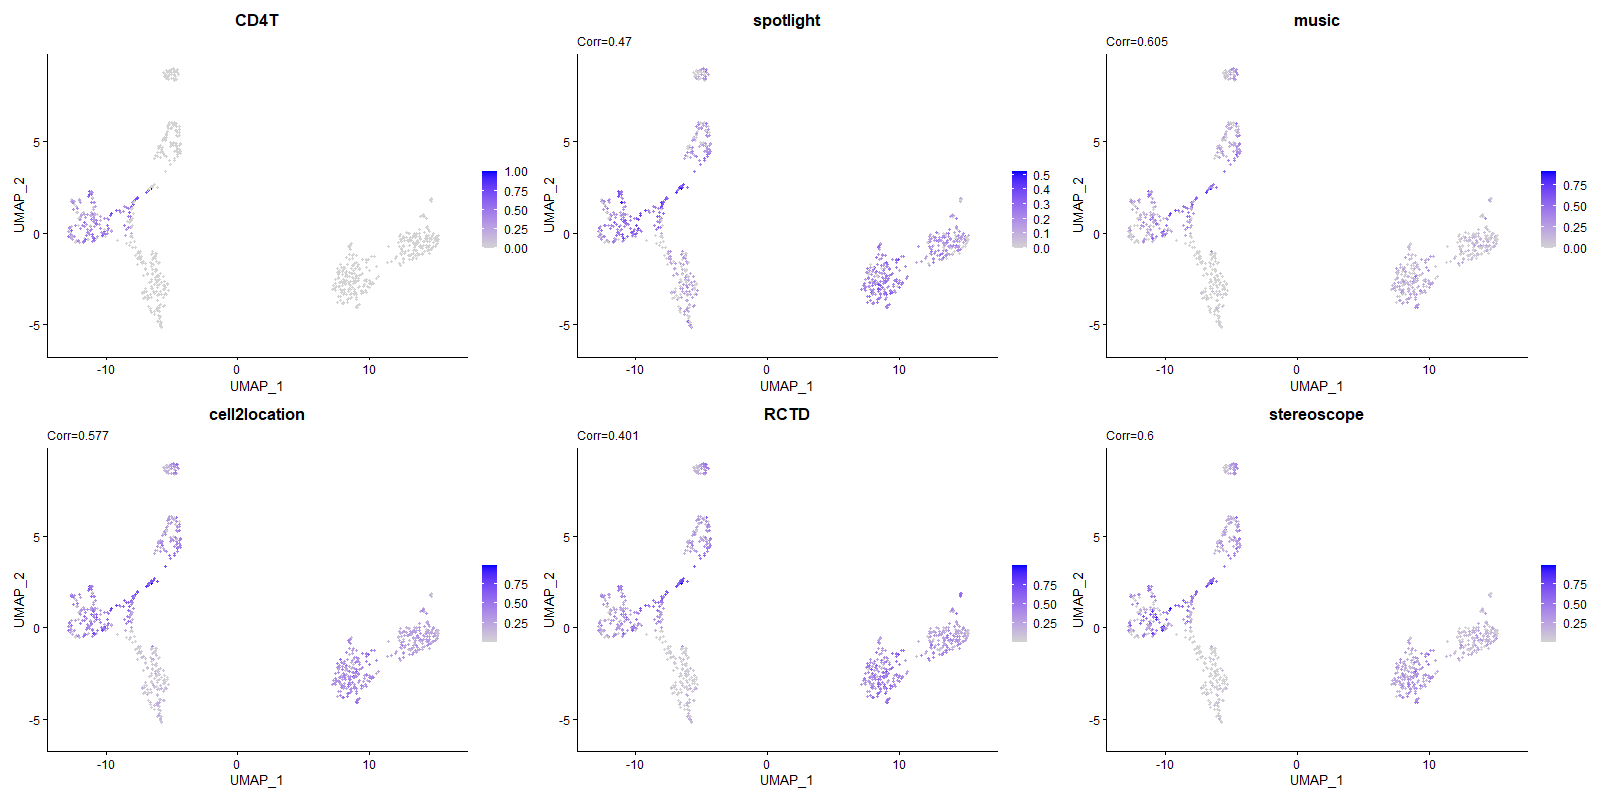 CD4T
UMAP_2
5
0
-5
-10
0
10
UMAP_1
1.00
0.75
0.50
0.25
0.00
spotlight
Corr=0.47
UMAP_2
5
0
-5
-10
0
10
UMAP_1
0.5
0.4
0.3
0.2
0.1
0.0
music
Corr=0.605
UMAP_2
5
0
-5
-10
0
10
UMAP_1
0.75
0.50
0.25
0.00
cell2location
Corr=0.577
UMAP_2
5
0
-5
-10
0
10
UMAP_1
0.75
0.50
0.25
RCTD
Corr=0.401
UMAP_2
5
0
-5
-10
0
10
UMAP_1
0.75
0.50
0.25
stereoscope
Corr=0.6
UMAP_2
5
0
-5
-10
0
10
UMAP_1
0.75
0.50
0.25